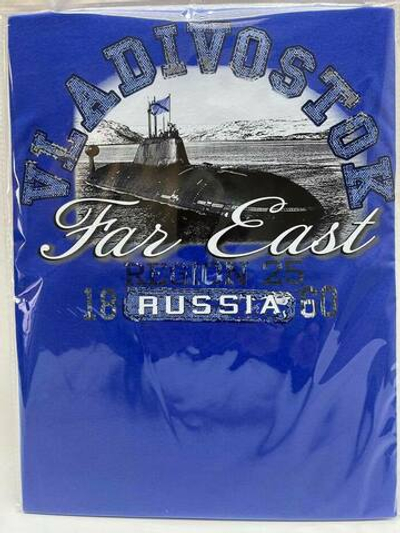 VLADIVOSTOK
Far East
REGION 25
18 RUSSIA 60